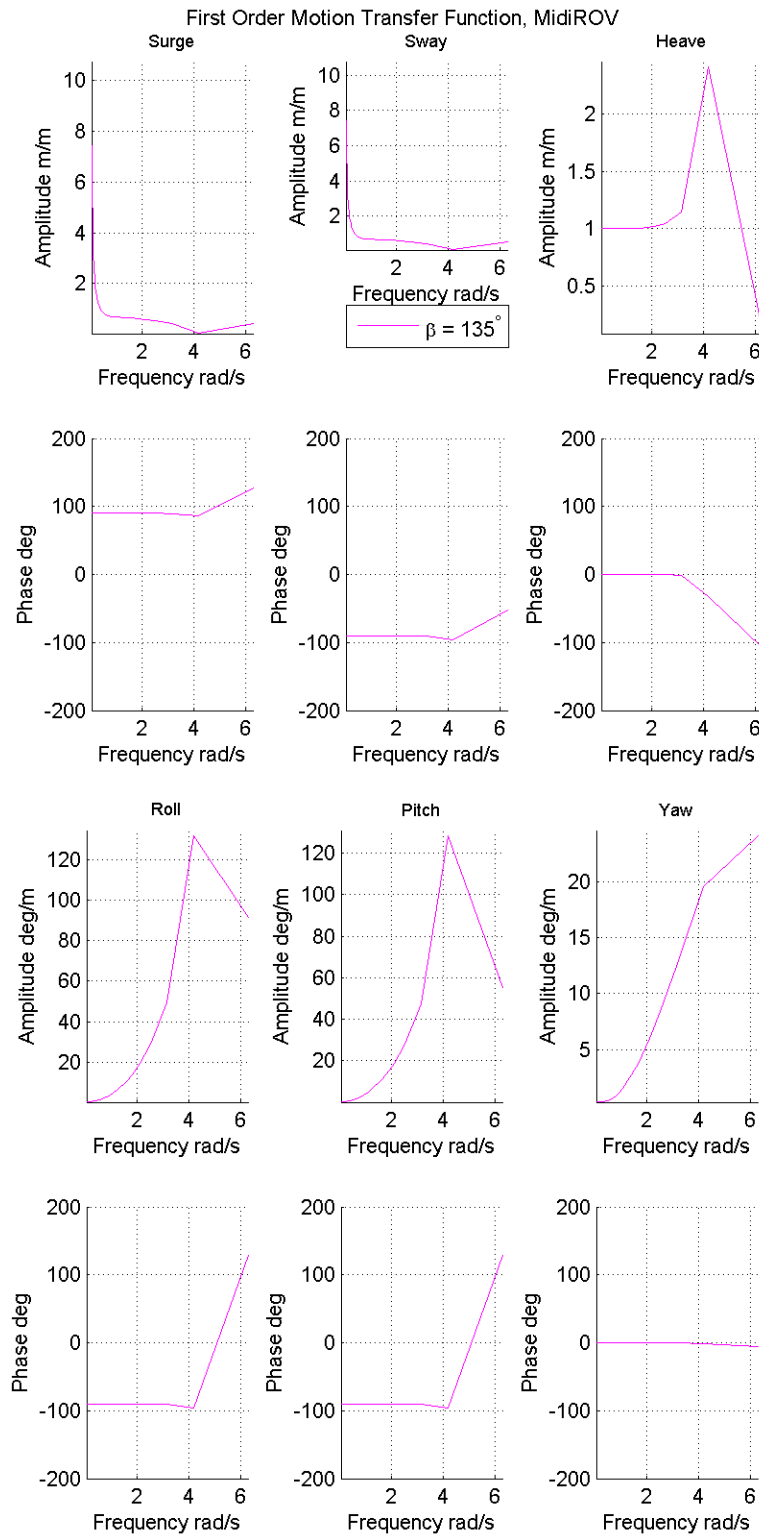 First Order Motion Transfer Function, MidiROV
Surge
Sway
Heave
Amplitude m/m
10
8
6
4
2
2 4 6
Frequency rad/s
Amplitude m/m
10
8
6
4
2
2 4 6
Frequency rad/s
β = 135°
Amplitude m/m
2
1.5
1
0.5
2 4 6
Frequency rad/s
Phase deg
200
100
0
-100
-200
2 4 6
Frequency rad/s
Phase deg
200
100
0
-100
-200
2 4 6
Frequency rad/s
Phase deg
200
100
0
-100
-200
2 4 6
Frequency rad/s
Roll
Pitch
Yaw
Amplitude deg/m
120
100
80
60
40
20
2 4 6
Frequency rad/s
Amplitude deg/m
120
100
80
60
40
20
2 4 6
Frequency rad/s
Amplitude deg/m
20
15
10
5
2 4 6
Frequency rad/s
Phase deg
200
100
0
-100
-200
2 4 6
Frequency rad/s
Phase deg
200
100
0
-100
-200
2 4 6
Frequency rad/s
Phase deg
200
100
0
-100
-200
2 4 6
Frequency rad/s